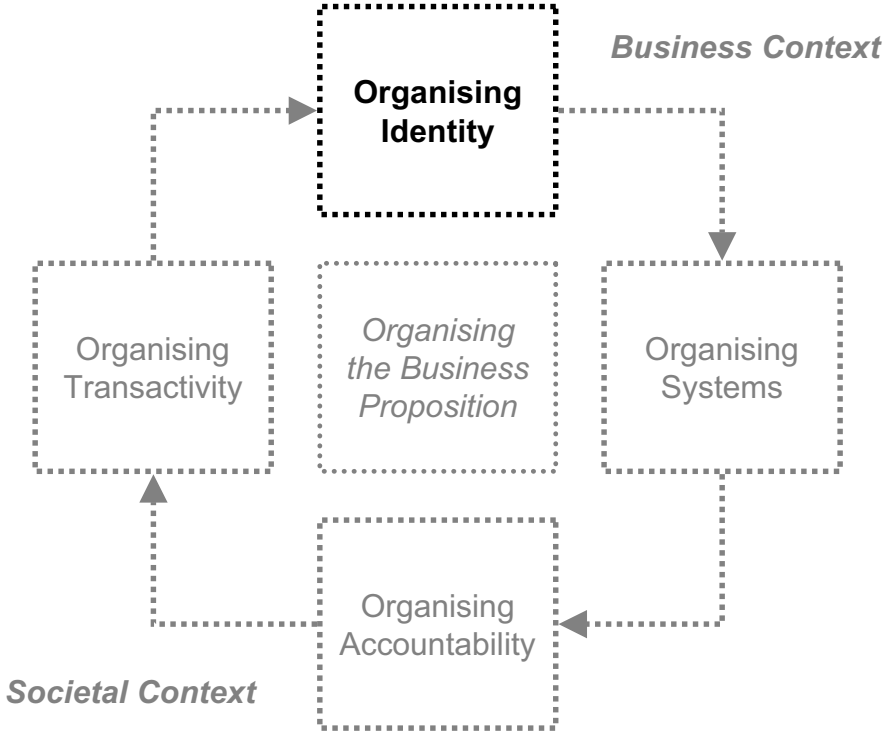 Business Context
Organising
Identity
Organising
Transactivity
Organising
the Business
Proposition
Organising
Systems
Organising
Accountability
Societal Context